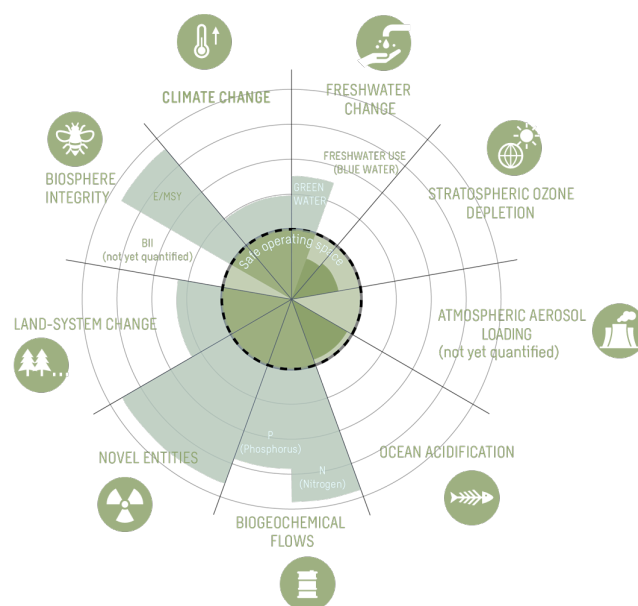 CLIMATE CHANGE
FRESHWATER
CHANGE
FRESHWATER USE
(BLUE WATER)
GREEN
WATER
BIOSPHERE
INTEGRITY
E/MSY
STRATOSPHERIC OZONE
DEPLETION
BII
(not yet quantified)
Safe operating space
LAND-SYSTEM CHANGE
ATMOSPHERIC AEROSOL
LOADING
(not yet quantified)
P
(Phosphorus)
NOVEL ENTITIES
OCEAN ACIDIFICATION
N
(Nitrogen)
BIOGEOCHEMICAL
FLOWS